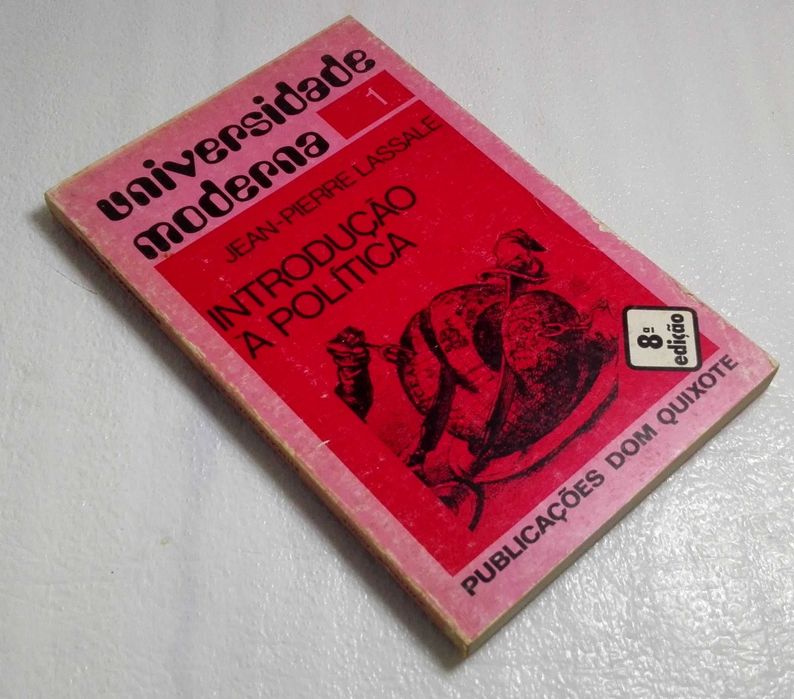 universidade
moderna
1
JEAN-PIERRE LASSALE
INTRODUÇÃO
À POLÍTICA
8ª
edição
PUBLICAÇÕES DOM QUIXOTE